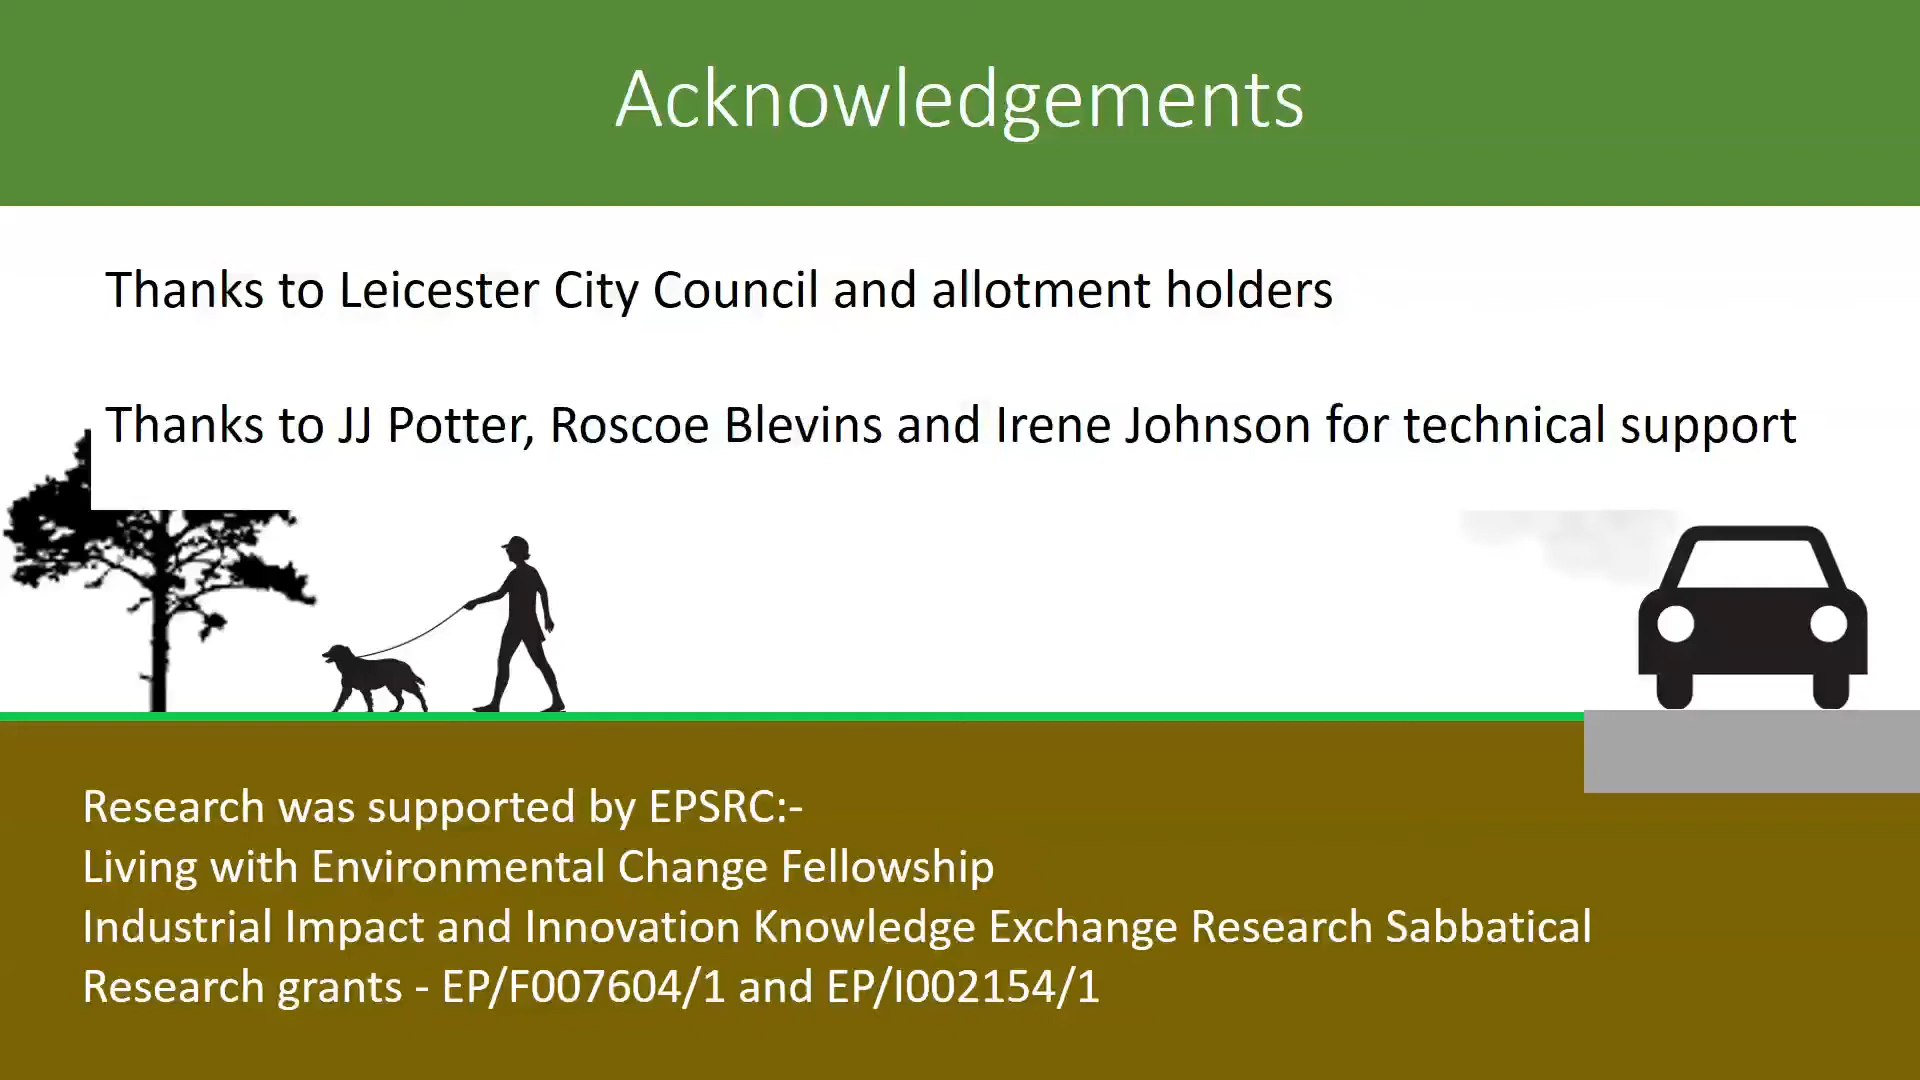 Acknowledgements
Thanks to Leicester City Council and allotment holders
Thanks to JJ Potter, Roscoe Blevins and Irene Johnson for technical support
Research was supported by EPSRC:-
Living with Environmental Change Fellowship
Industrial Impact and Innovation Knowledge Exchange Research Sabbatical
Research grants - EP/F007604/1 and EP/I002154/1